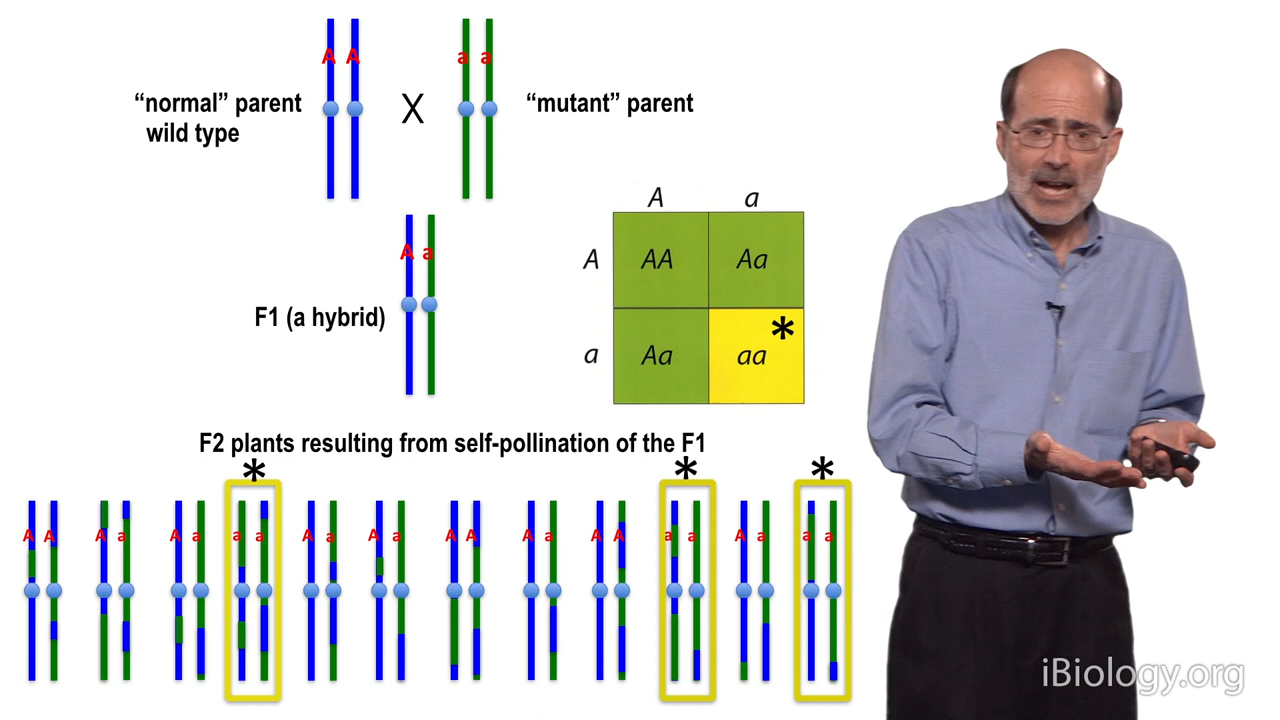 A A
a a
“normal” parent
wild type
X
“mutant” parent
A a
A AA Aa
a Aa aa *
A a
F1 (a hybrid)
F2 plants resulting from self-pollination of the F1
* * *
A A A a A a a a A a A a A A A a A A a a A a a a
iBiology.org